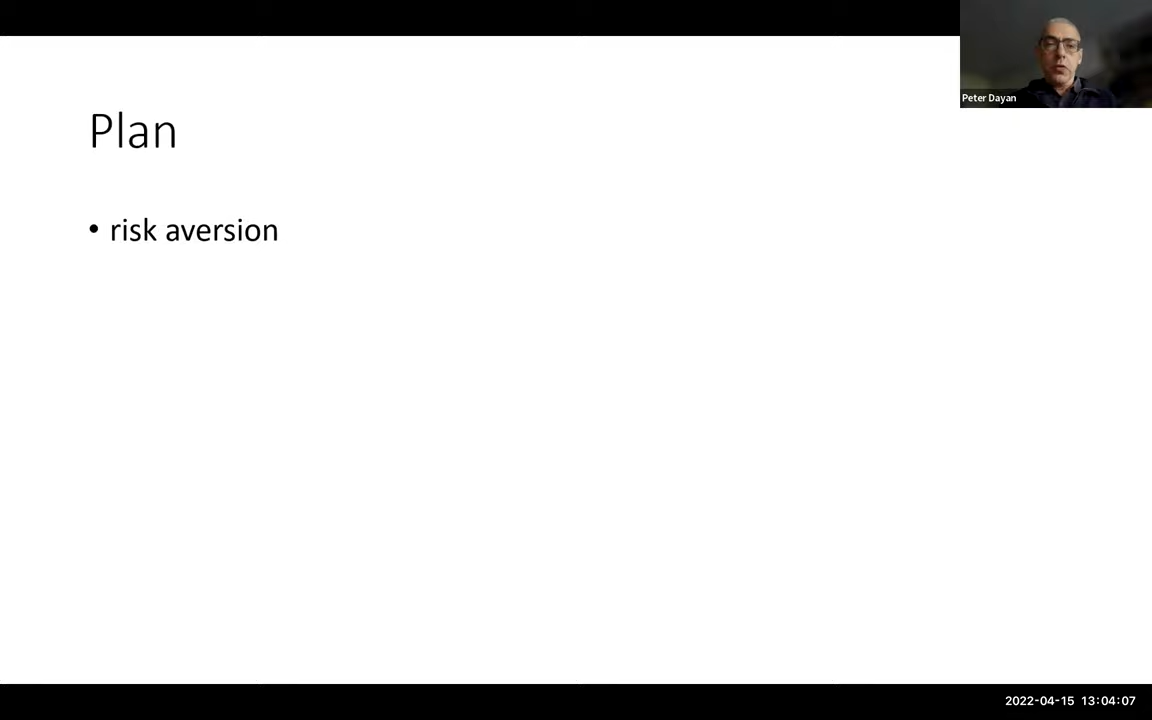 Peter Dayan
Plan
• risk aversion
2022-04-15 13:04:07